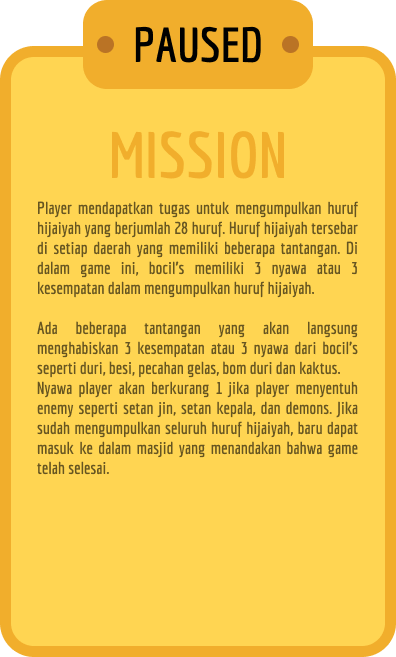 PAUSED
MISSION
Player mendapatkan tugas untuk mengumpulkan huruf
hijaiyah yang berjumlah 28 huruf. Huruf hijaiyah tersebar
di setiap daerah yang memiliki beberapa tantangan. Di
dalam game ini, bocil's memiliki 3 nyawa atau 3
kesempatan dalam mengumpulkan huruf hijaiyah.
Ada beberapa tantangan yang akan langsung
menghabiskan 3 kesempatan atau 3 nyawa dari bocil's
seperti duri, besi, pecahan gelas, bom duri dan kaktus.
Nyawa player akan berkurang 1 jika player menyentuh
enemy seperti setan jin, setan kepala, dan demons. Jika
sudah mengumpulkan seluruh huruf hijaiyah, baru dapat
masuk ke dalam masjid yang menandakan bahwa game
telah selesai.